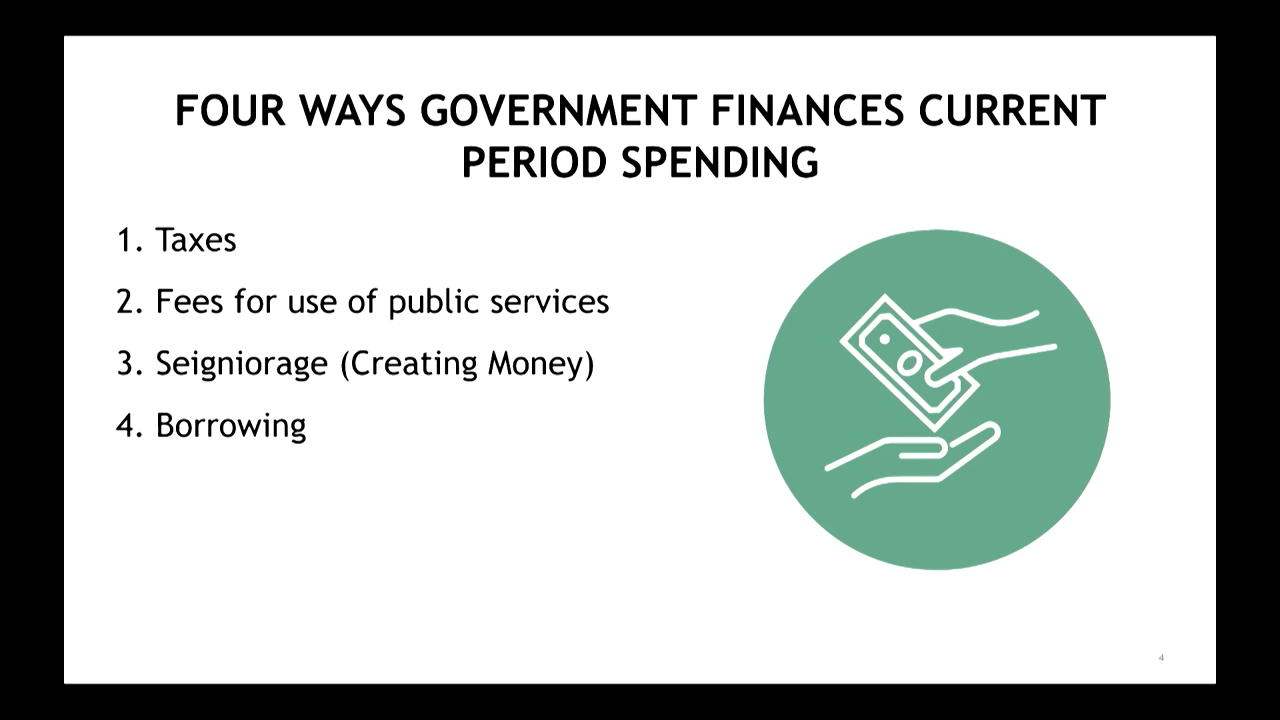 FOUR WAYS GOVERNMENT FINANCES CURRENT
PERIOD SPENDING
1. Taxes
2. Fees for use of public services
3. Seigniorage (Creating Money)
4. Borrowing
4